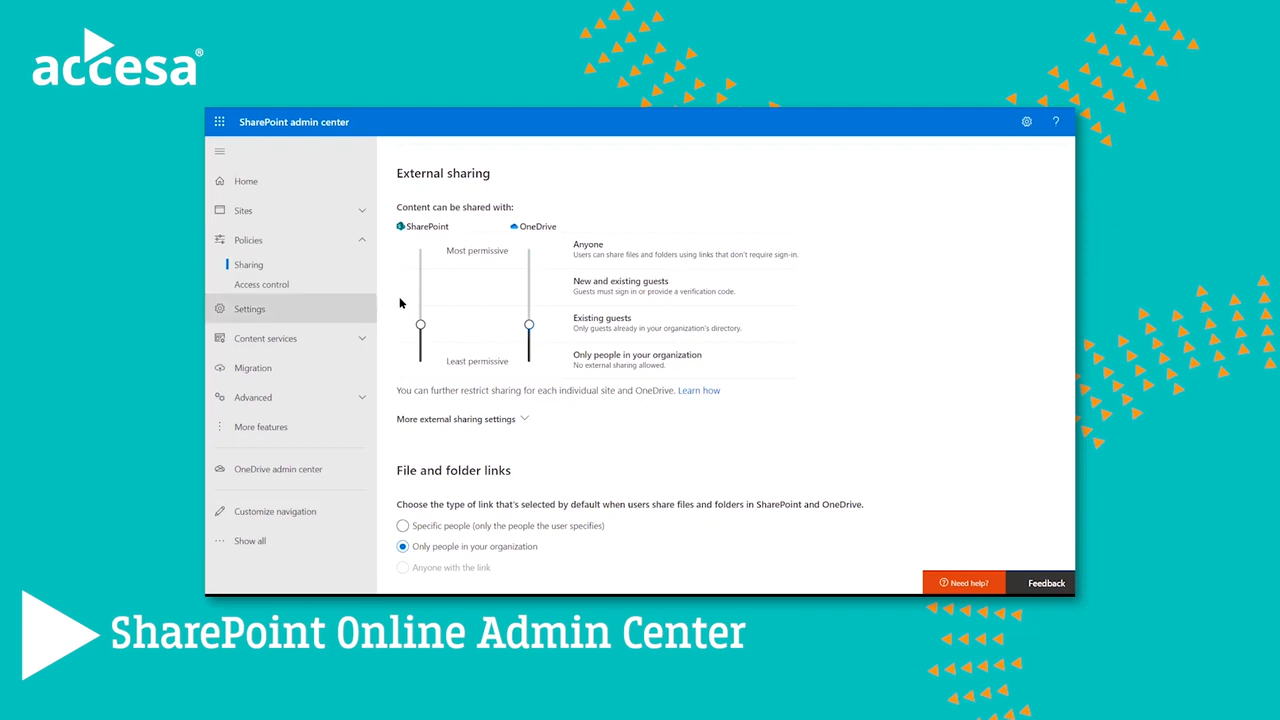 accesa®
SharePoint admin center
?
Home
Sites
Policies
Sharing
Access control
Settings
Content services
Migration
Advanced
More features
OneDrive admin center
Customize navigation
Show all
External sharing
Content can be shared with:
SharePoint
OneDrive
Most permissive
Least permissive
Anyone
Users can share files and folders using links that don't require sign-in.
New and existing guests
Guests must sign in or provide a verification code.
Existing guests
Only guests already in your organization's directory.
Only people in your organization
No external sharing allowed.
You can further restrict sharing for each individual site and OneDrive. Learn how
More external sharing settings
File and folder links
Choose the type of link that's selected by default when users share files and folders in SharePoint and OneDrive.
Specific people (only the people the user specifies)
Only people in your organization
Anyone with the link
Need help?
Feedback
SharePoint Online Admin Center